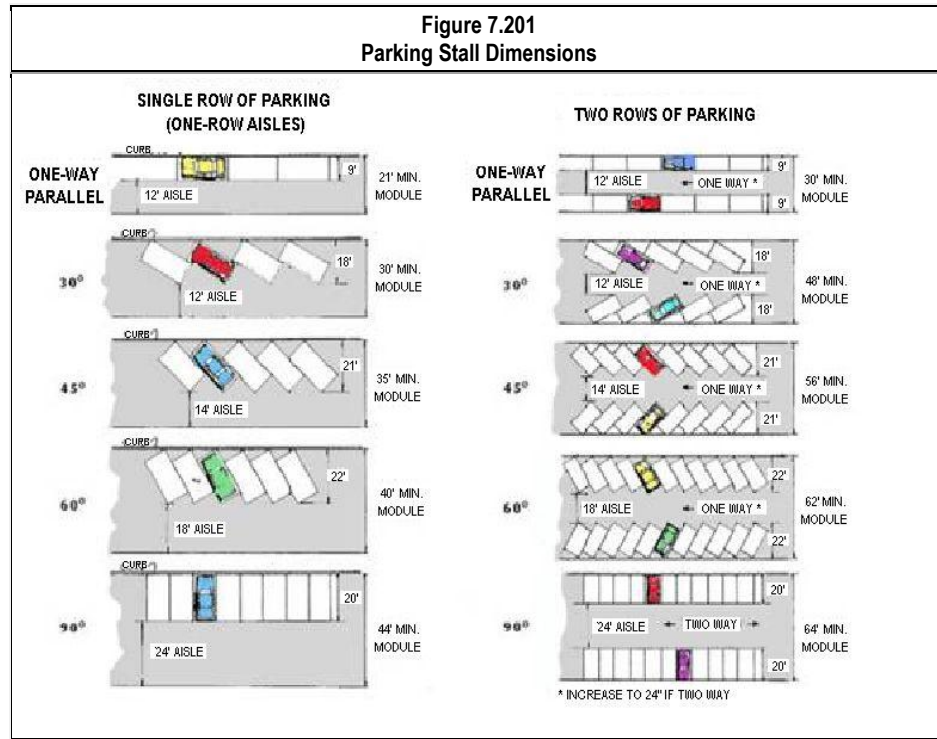 Figure 7.201
Parking Stall Dimensions
SINGLE ROW OF PARKING
(ONE-ROW AISLES)
CURB
ONE-WAY
PARALLEL
9'
12' AISLE
21' MIN.
MODULE
CURB
30°
18'
12' AISLE
30' MIN.
MODULE
CURB
45°
21'
14' AISLE
35' MIN.
MODULE
CURB
60°
22'
18' AISLE
40' MIN.
MODULE
CURB
90°
20'
24' AISLE
44' MIN.
MODULE
TWO ROWS OF PARKING
ONE-WAY
PARALLEL
9'
12' AISLE
ONE WAY *
9'
30' MIN.
MODULE
30°
18'
12' AISLE
ONE WAY *
18'
48' MIN.
MODULE
45°
21'
14' AISLE
ONE WAY *
21'
56' MIN.
MODULE
60°
22'
18' AISLE
ONE WAY *
22'
62' MIN.
MODULE
90°
20'
24' AISLE
TWO WAY
20'
64' MIN.
MODULE
* INCREASE TO 24" IF TWO WAY